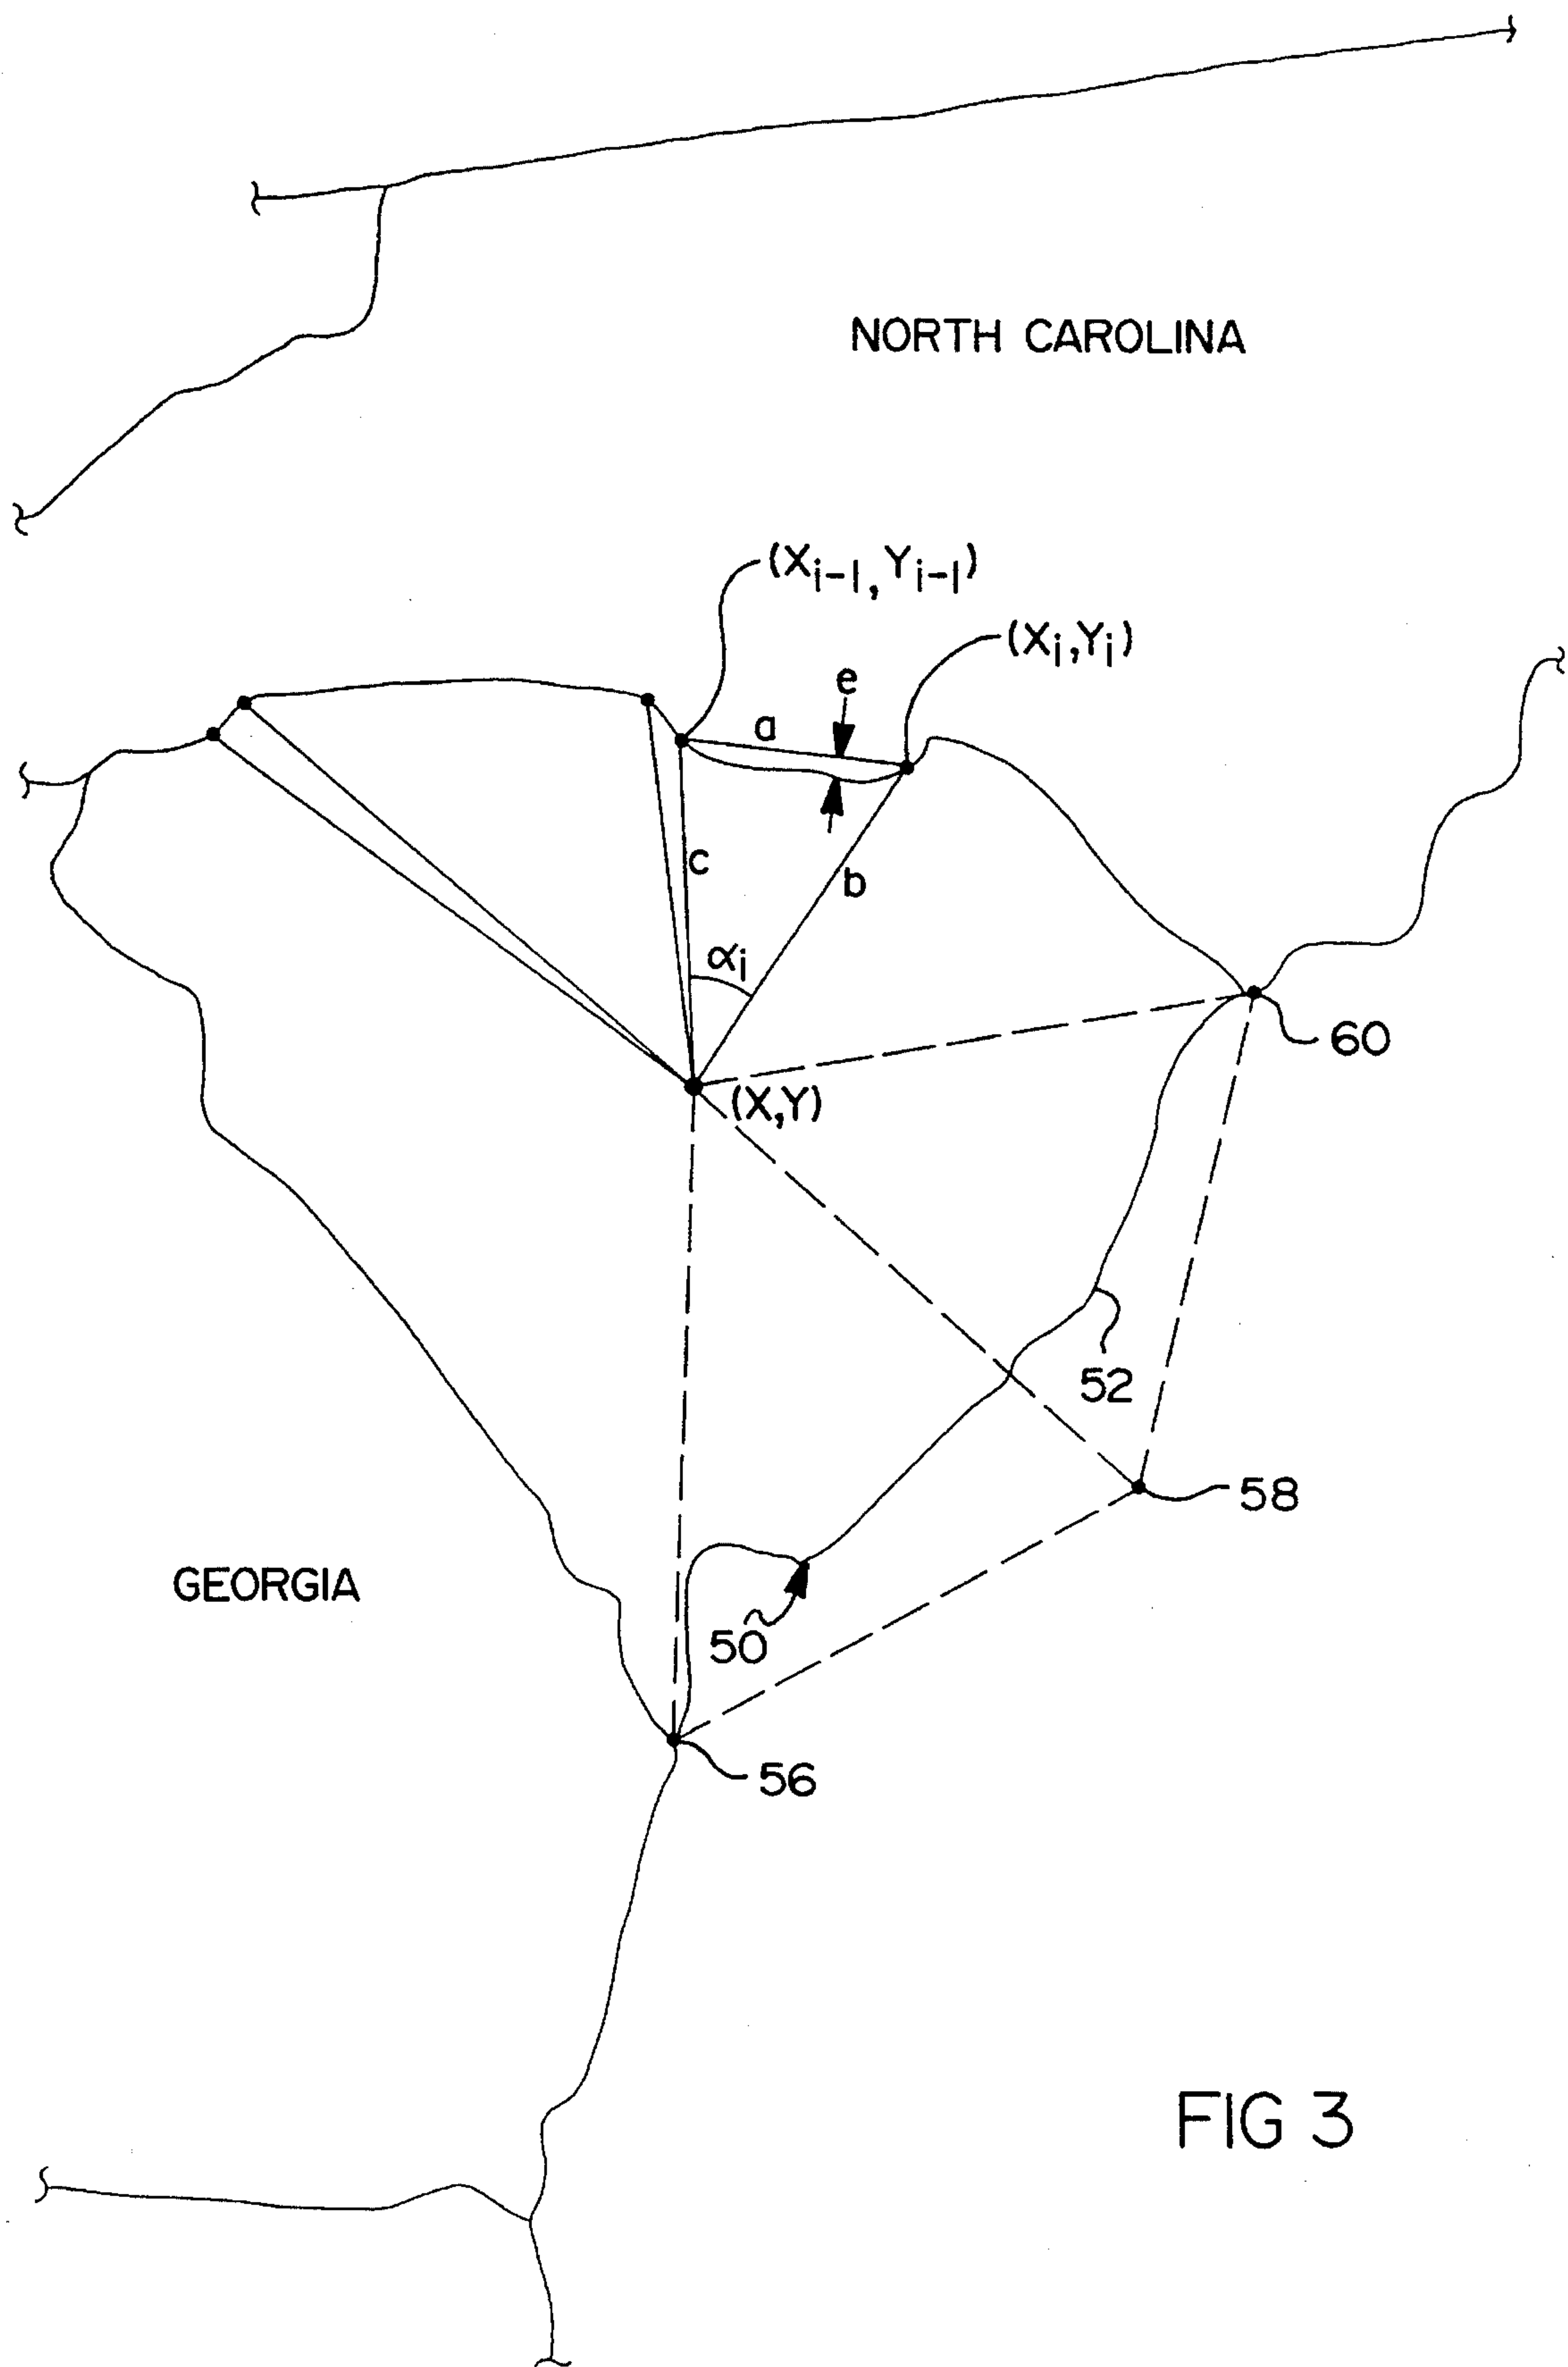 NORTH CAROLINA
(Xi-1, Yi-1)
(Xi, Yi)
e
a
c
b
αi
60
(X,Y)
52
58
GEORGIA
50
56
FIG 3